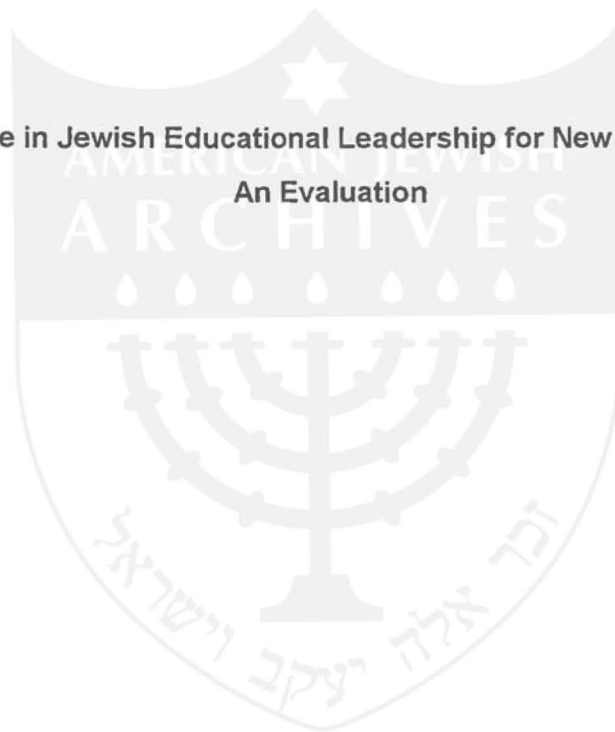 e in Jewish Educational Leadership for New
An Evaluation
AMERICAN JEWISH
ARCHIVES
זכר אלה יעקב וישראל